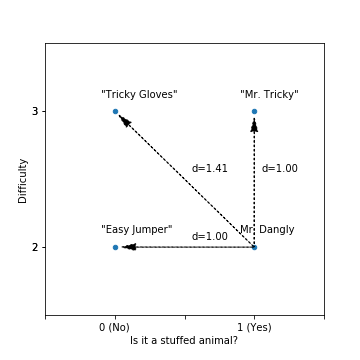 "Tricky Gloves"
"Mr. Tricky"
3
d=1.41
d=1.00
Difficulty
"Easy Jumper"
Mr. Dangly
d=1.00
2
0 (No)
1 (Yes)
Is it a stuffed animal?